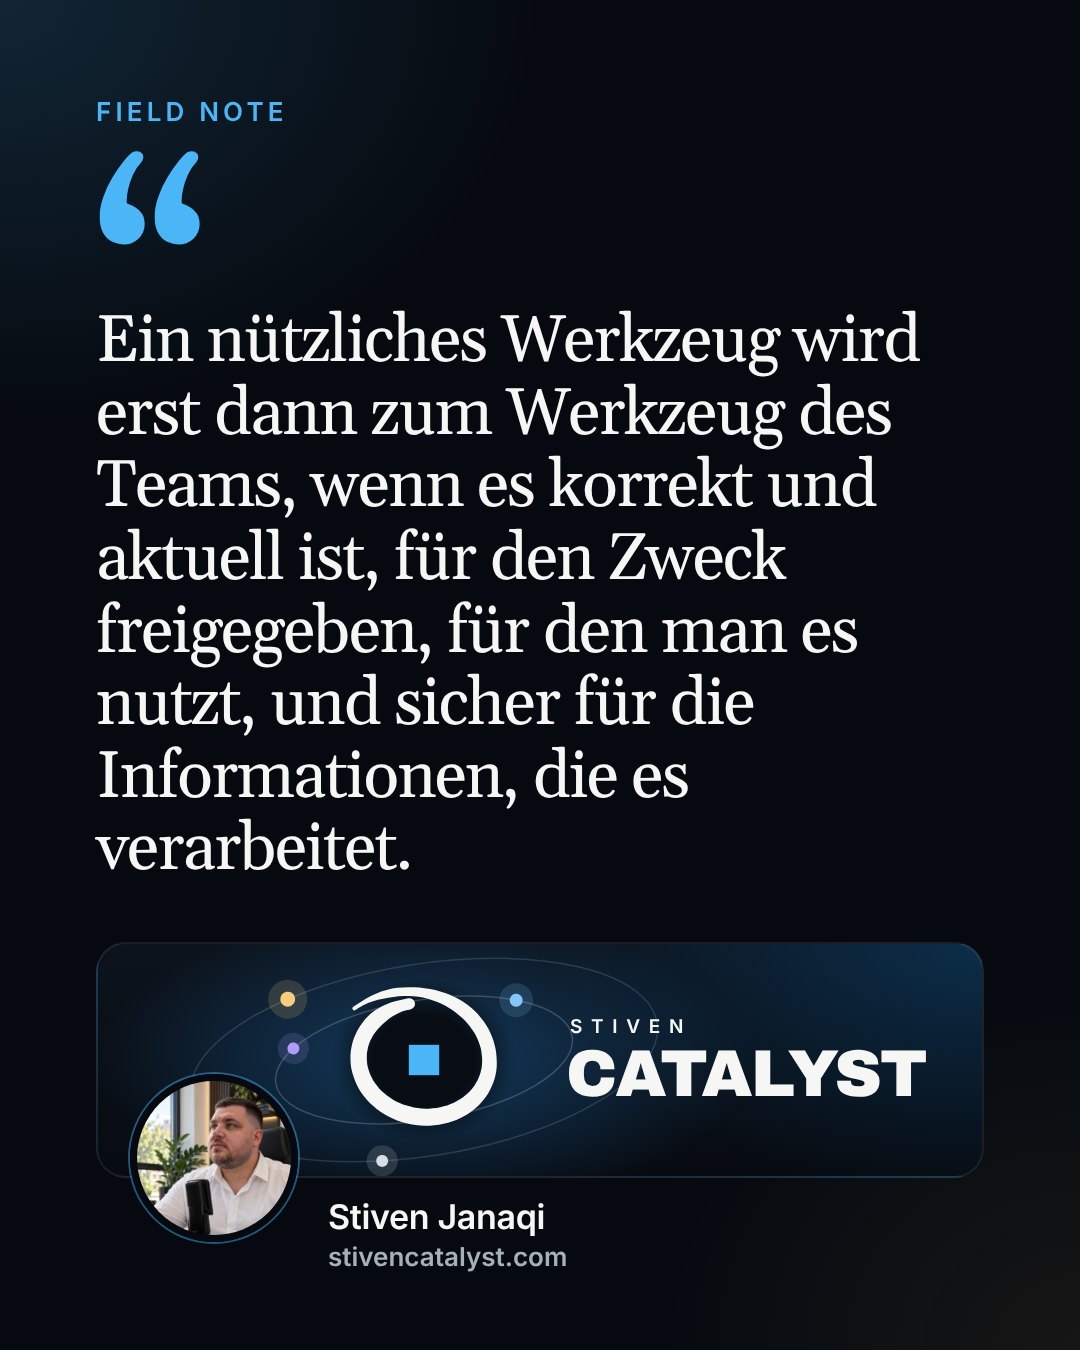 FIELD NOTE
“
Ein nützliches Werkzeug wird
erst dann zum Werkzeug des
Teams, wenn es korrekt und
aktuell ist, für den Zweck
freigegeben, für den man es
nutzt, und sicher für die
Informationen, die es
verarbeitet.
STIVEN
CATALYST
Stiven Janaqi
stivencatalyst.com